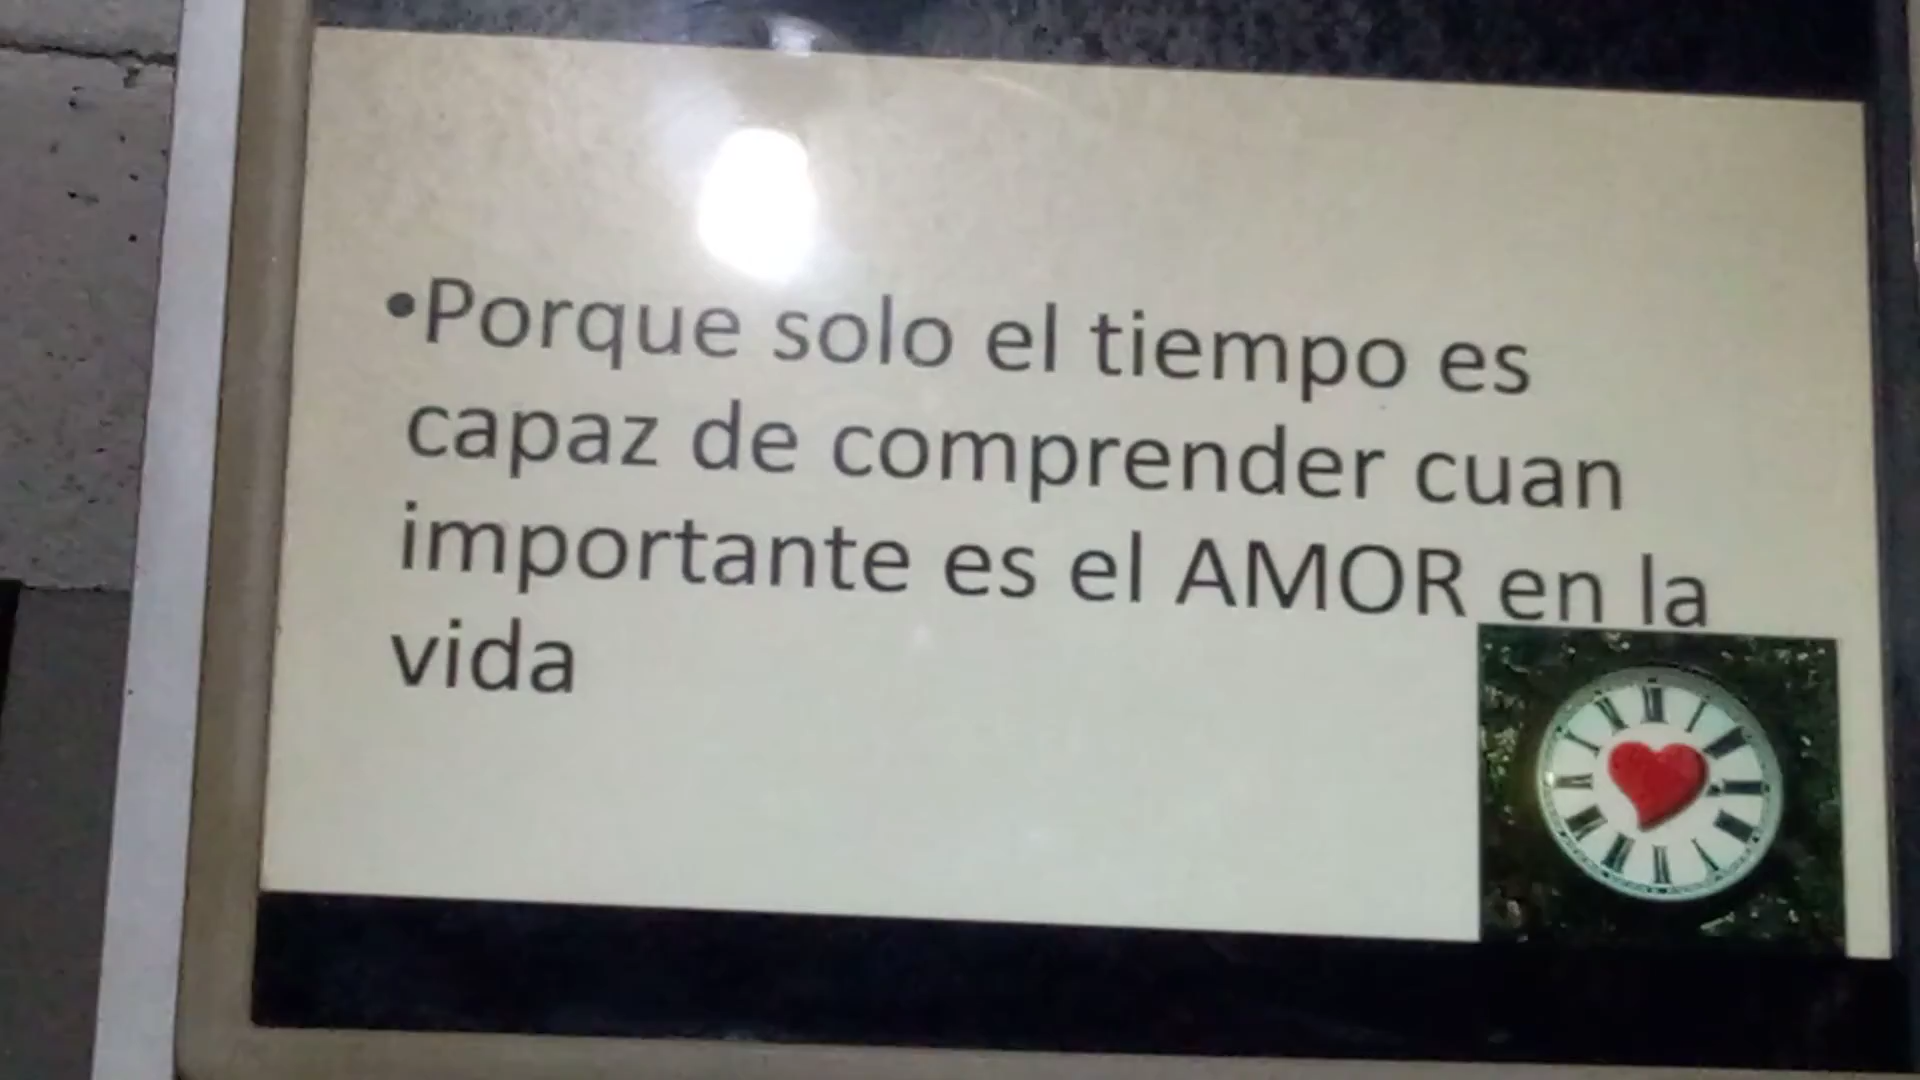 •Porque solo el tiempo es
capaz de comprender cuan
importante es el AMOR en la
vida